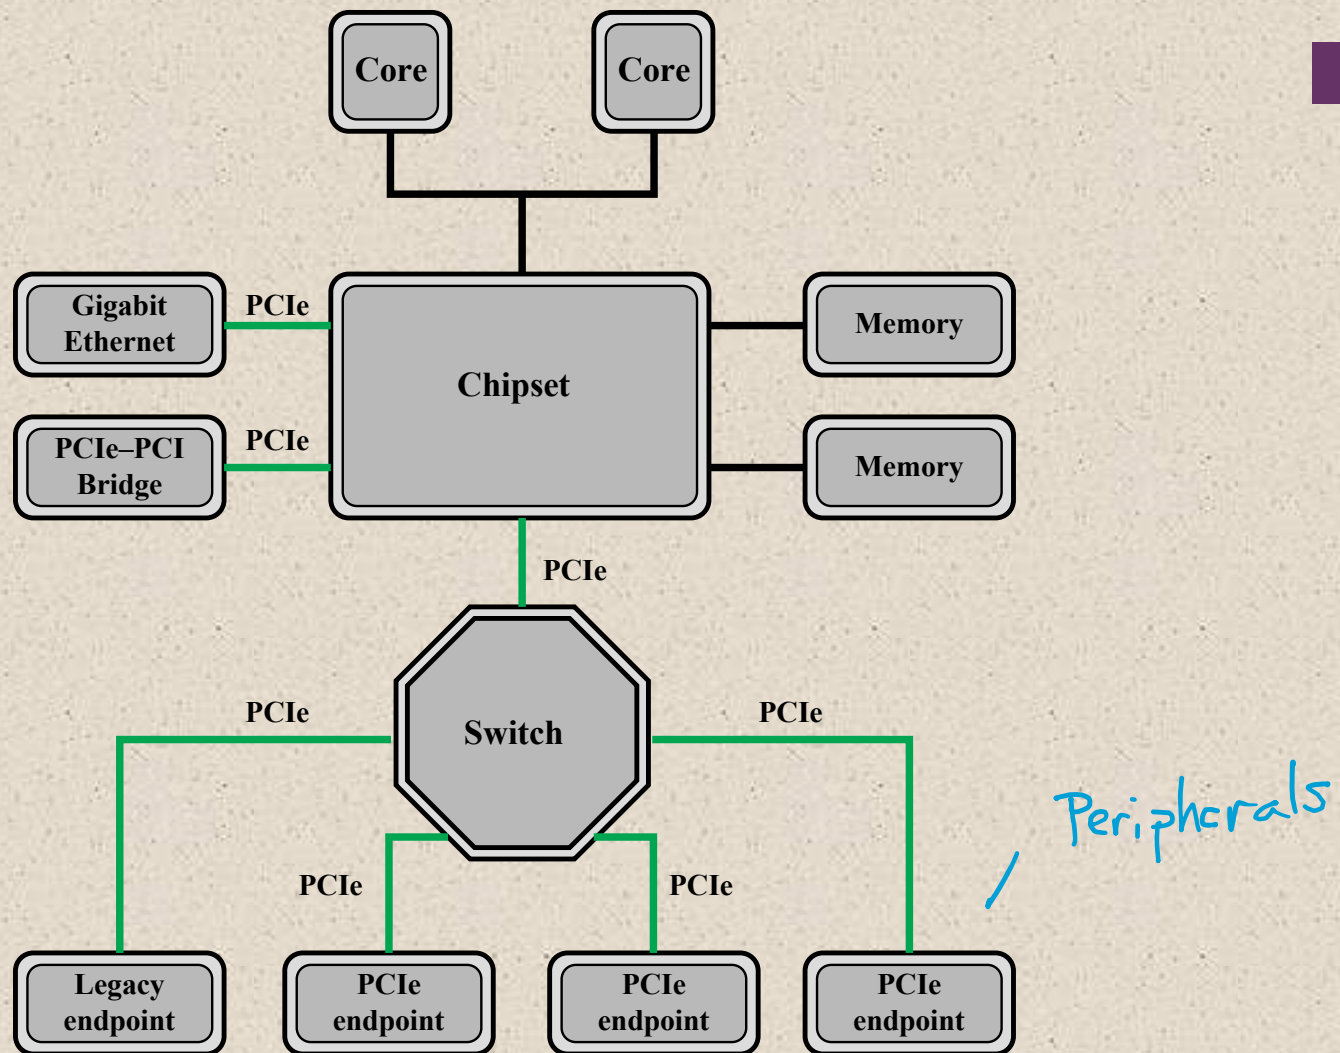 Core
Core
Gigabit
Ethernet
PCIe
Chipset
Memory
PCIe–PCI
Bridge
PCIe
Memory
PCIe
PCIe
Switch
PCIe
Peripherals
PCIe
PCIe
Legacy
endpoint
PCIe
endpoint
PCIe
endpoint
PCIe
endpoint